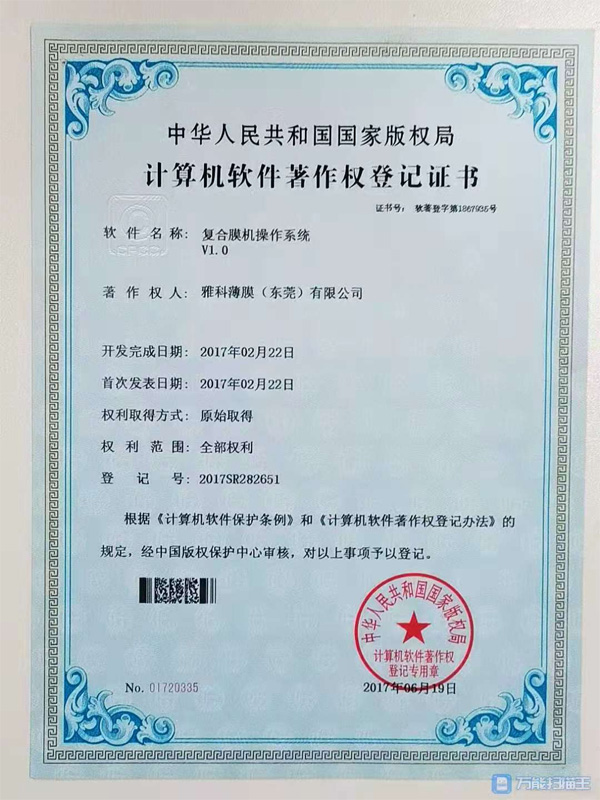 中华人民共和国国家版权局
计算机软件著作权登记证书
证书号： 软著登字第1867935号
软件名称： 复合膜机操作系统
V1.0
著作权人： 雅科薄膜（东莞）有限公司
开发完成日期： 2017年02月22日
首次发表日期： 2017年02月22日
权利取得方式： 原始取得
权利范围： 全部权利
登记号： 2017SR282651
根据《计算机软件保护条例》和《计算机软件著作权登记办法》的
规定，经中国版权保护中心审核，对以上事项予以登记。
中华人民共和国国家版权局
计算机软件著作权
登记专用章
No. 01720335
2017年06月19日
CPCC
万能扫描王